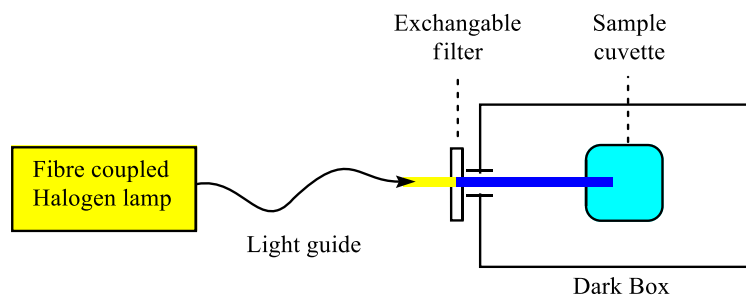 Exchangable
filter
Sample
cuvette
Fibre coupled
Halogen lamp
Light guide
Dark Box